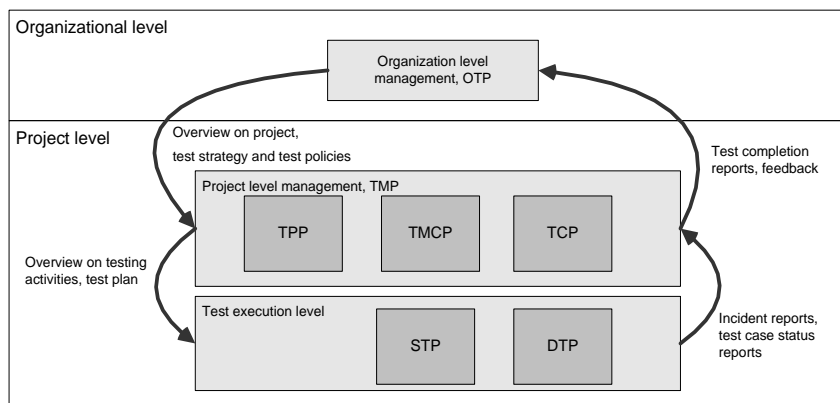 Organizational level
Organization level
management, OTP
Project level
Overview on project,
test strategy and test policies
Test completion
reports, feedback
Project level management, TMP
TPP
TMCP
TCP
Overview on testing
activities, test plan
Test execution level
STP
DTP
Incident reports,
test case status
reports